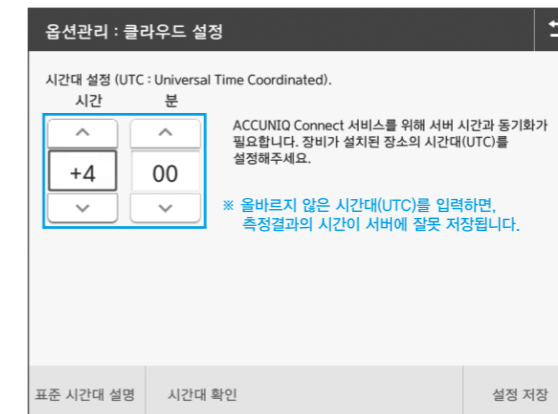 옵션관리 : 클라우드 설정
시간대 설정 (UTC : Universal Time Coordinated).
시간 분
+4 00
ACCUNIQ Connect 서비스를 위해 서버 시간과 동기화가
필요합니다. 장비가 설치된 장소의 시간대(UTC)를
설정해주세요.
※ 올바르지 않은 시간대(UTC)를 입력하면,
측정결과의 시간이 서버에 잘못 저장됩니다.
표준 시간대 설명 시간대 확인 설정 저장